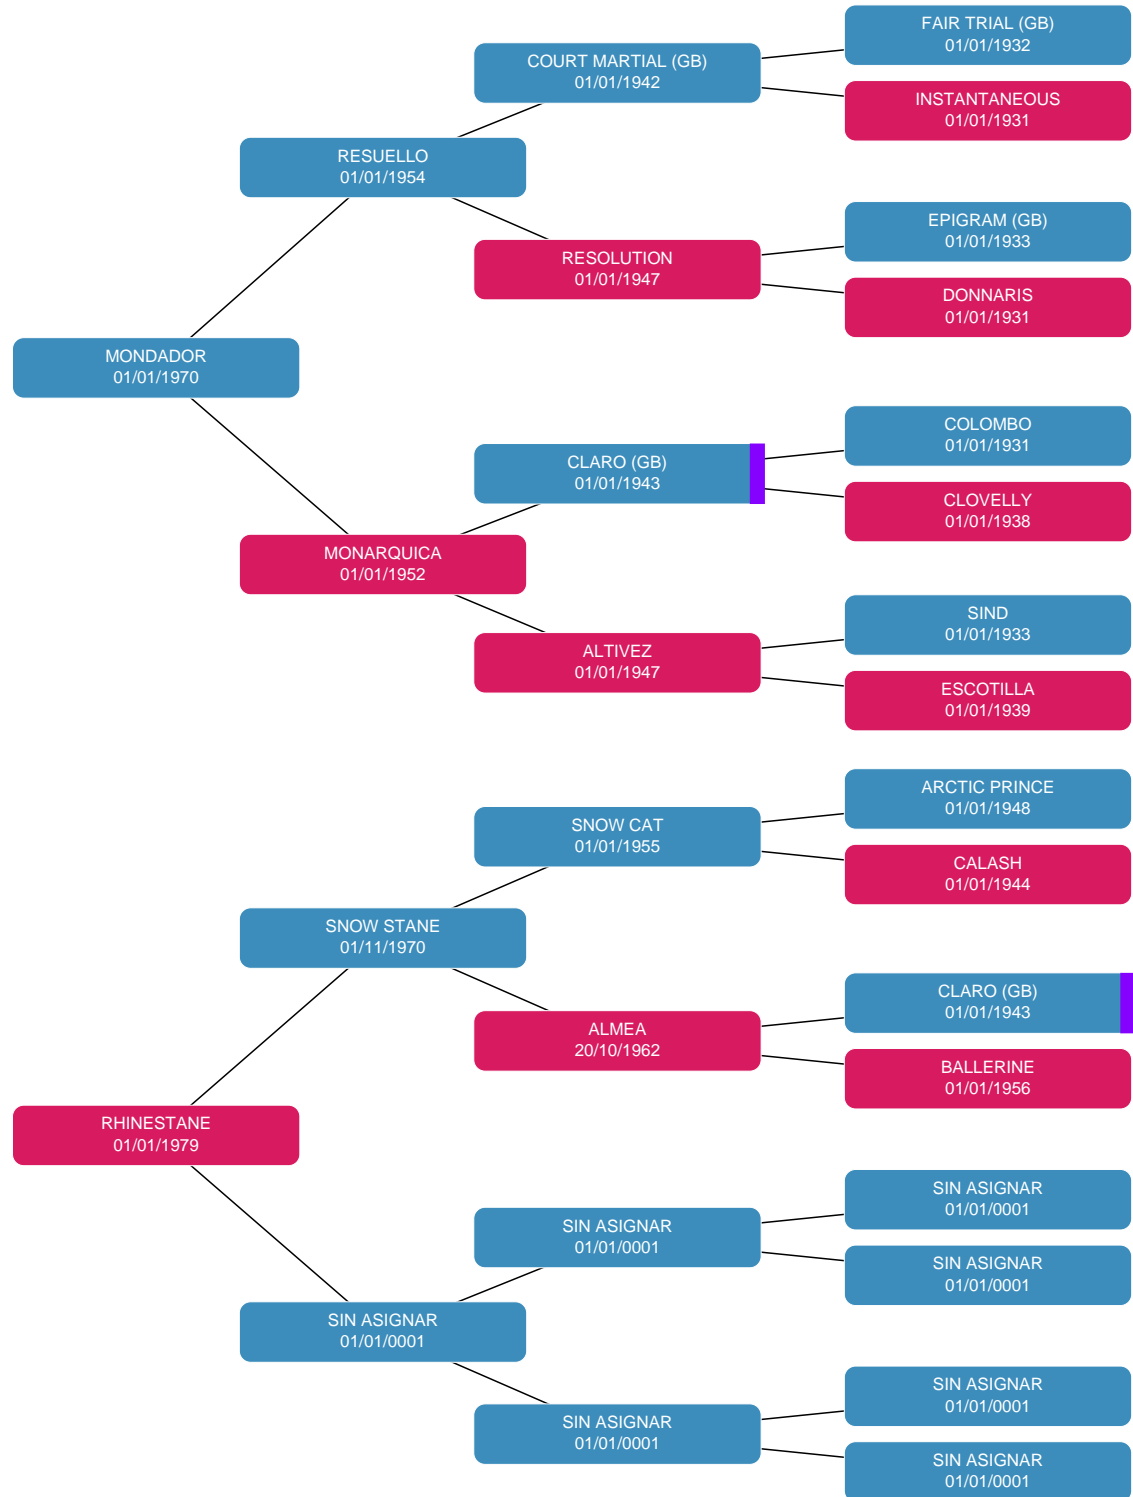 FAIR TRIAL (GB)
01/01/1932
COURT MARTIAL (GB)
01/01/1942
INSTANTANEOUS
01/01/1931
RESUELLO
01/01/1954
EPIGRAM (GB)
01/01/1933
RESOLUTION
01/01/1947
DONNARIS
01/01/1931
MONDADOR
01/01/1970
COLOMBO
01/01/1931
CLARO (GB)
01/01/1943
CLOVELLY
01/01/1938
MONARQUICA
01/01/1952
SIND
01/01/1933
ALTIVEZ
01/01/1947
ESCOTILLA
01/01/1939
ARCTIC PRINCE
01/01/1948
SNOW CAT
01/01/1955
CALASH
01/01/1944
SNOW STANE
01/11/1970
CLARO (GB)
01/01/1943
ALMEA
20/10/1962
BALLERINE
01/01/1956
RHINESTANE
01/01/1979
SIN ASIGNAR
01/01/0001
SIN ASIGNAR
01/01/0001
SIN ASIGNAR
01/01/0001
SIN ASIGNAR
01/01/0001
SIN ASIGNAR
01/01/0001
SIN ASIGNAR
01/01/0001
SIN ASIGNAR
01/01/0001